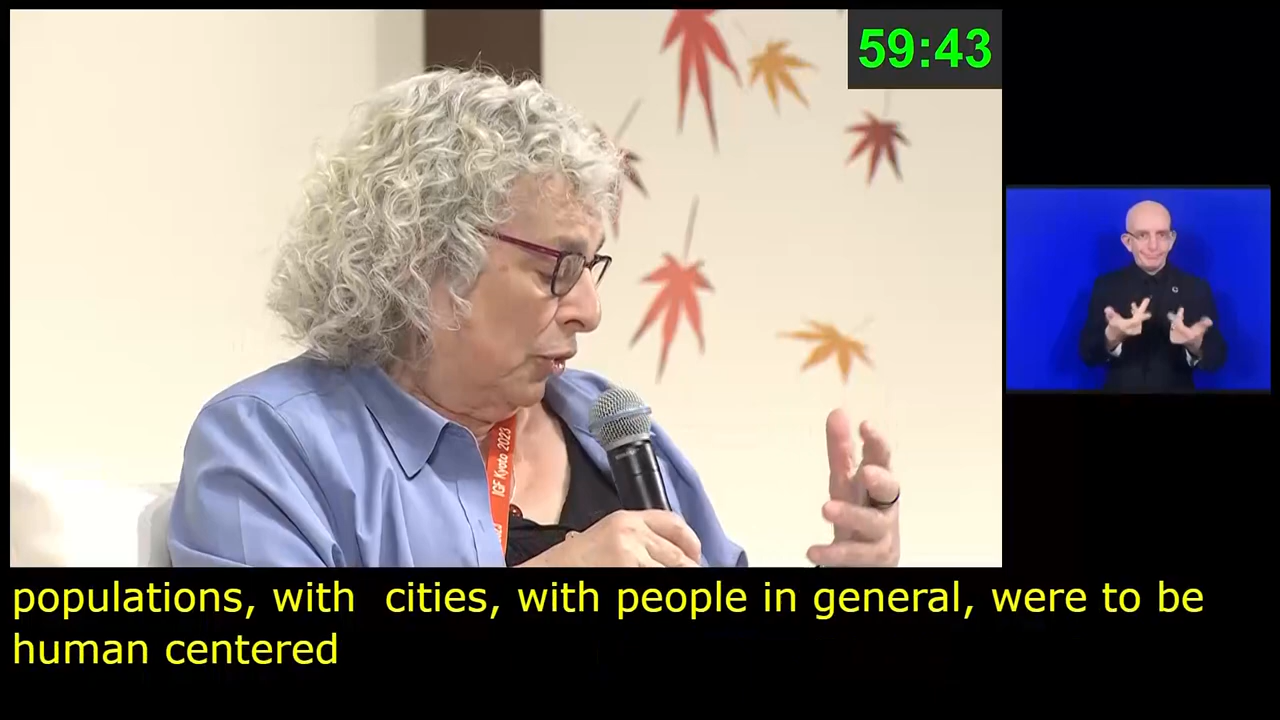 59:43
IGF Kyoto 2023
populations, with  cities, with people in general, were to be
human centered